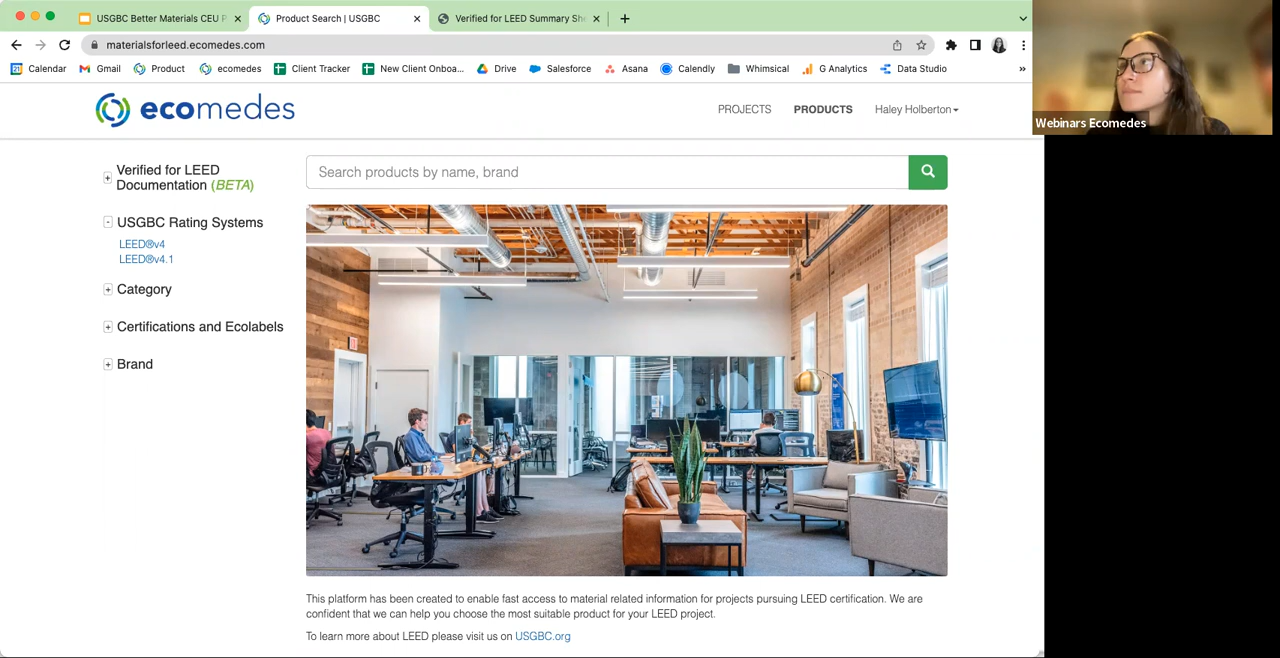 USGBC Better Materials CEU P
Product Search | USGBC
Verified for LEED Summary She
materialsforleed.ecomedes.com
21
Calendar
Gmail
Product
ecomedes
Client Tracker
New Client Onboa...
Drive
Salesforce
Asana
Calendly
Whimsical
G Analytics
Data Studio
»
ecomedes
PROJECTS
PRODUCTS
Haley Holberton
Webinars Ecomedes
Verified for LEED
Documentation (BETA)
USGBC Rating Systems
LEED®v4
LEED®v4.1
Category
Certifications and Ecolabels
Brand
Search products by name, brand
This platform has been created to enable fast access to material related information for projects pursuing LEED certification. We are
confident that we can help you choose the most suitable product for your LEED project.
To learn more about LEED please visit us on USGBC.org